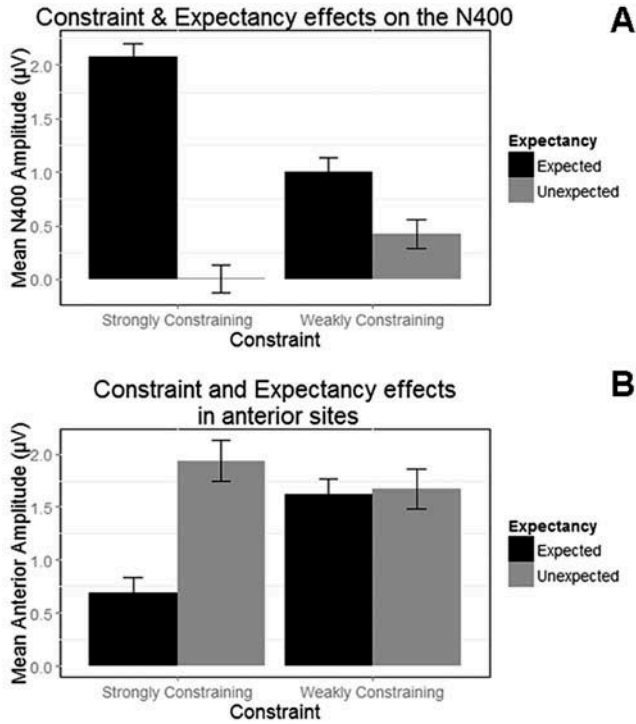 Constraint & Expectancy effects on the N400
A
Mean N400 Amplitude (µV)
2.0
1.5
1.0
0.5
0.0
Strongly Constraining
Weakly Constraining
Constraint
Expectancy
Expected
Unexpected
B
Constraint and Expectancy effects
in anterior sites
Mean Anterior Amplitude (µV)
2.0
1.5
1.0
0.5
0.0
Strongly Constraining
Weakly Constraining
Constraint
Expectancy
Expected
Unexpected